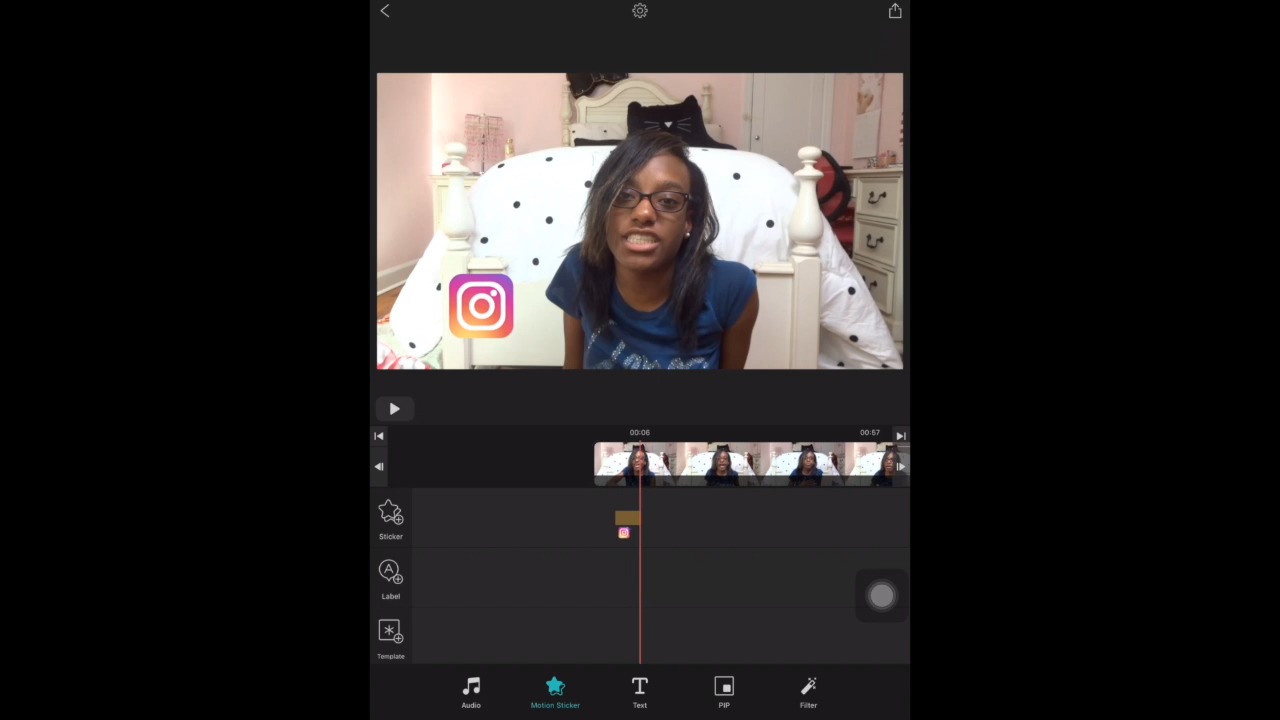 00:06
00:57
Sticker
A
Label
Template
Audio
Motion Sticker
T
Text
PIP
Filter